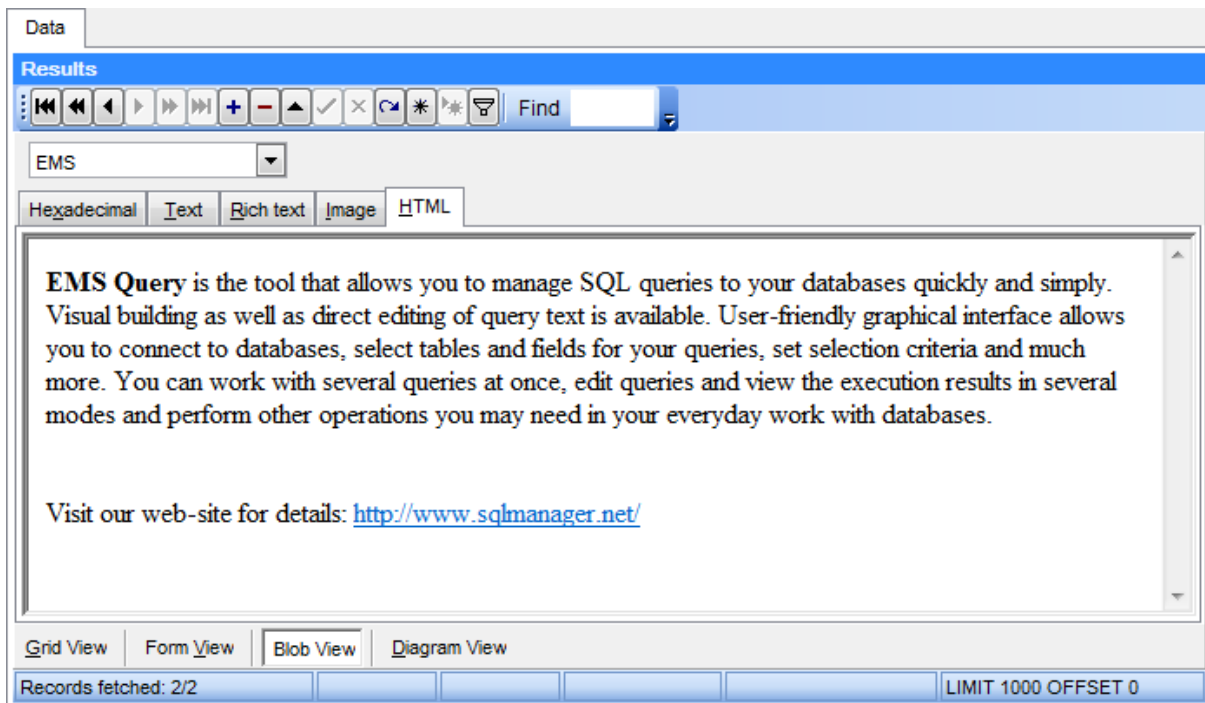 Data
Results
Find
EMS
Hexadecimal Text Rich text Image HTML
EMS Query is the tool that allows you to manage SQL queries to your databases quickly and simply.
Visual building as well as direct editing of query text is available. User-friendly graphical interface allows
you to connect to databases, select tables and fields for your queries, set selection criteria and much
more. You can work with several queries at once, edit queries and view the execution results in several
modes and perform other operations you may need in your everyday work with databases.
Visit our web-site for details: http://www.sqlmanager.net/
Grid View Form View Blob View Diagram View
Records fetched: 2/2 LIMIT 1000 OFFSET 0